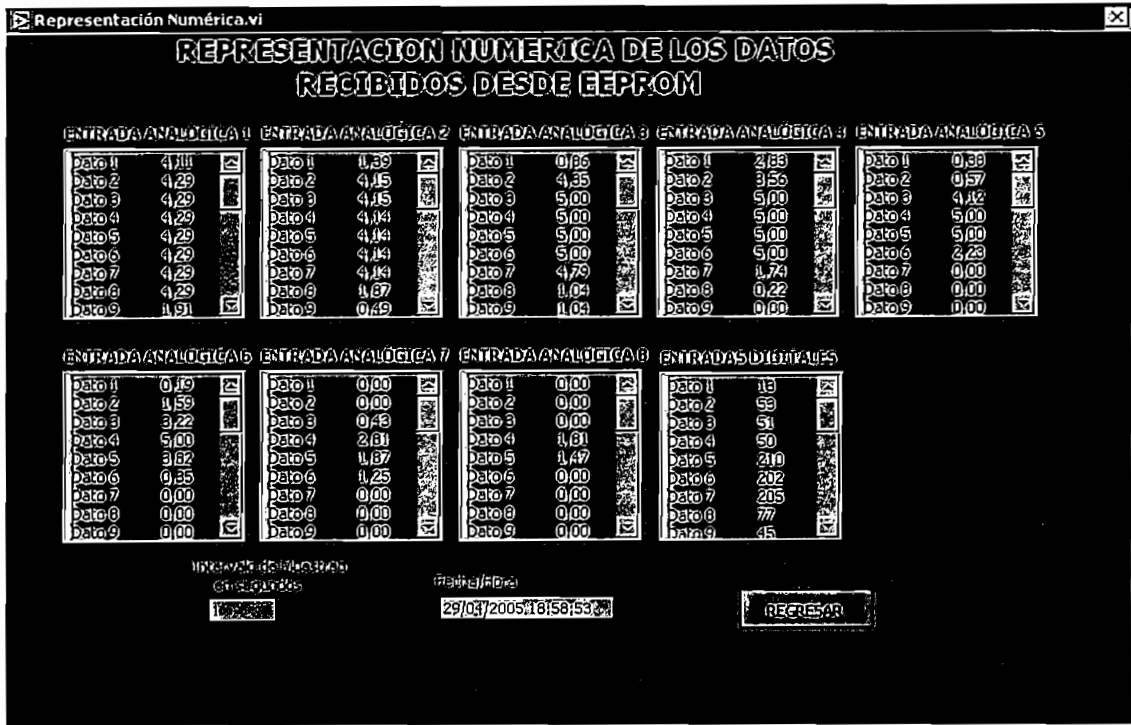 Representación Numérica.vi
REPRESENTACION NUMERICA DE LOS DATOS
RECIBIDOS DESDE EEPROM
ENTRADA ANALÓGICA 1 ENTRADA ANALÓGICA 2 ENTRADA ANALÓGICA 3 ENTRADA ANALÓGICA 4 ENTRADA ANALÓGICA 5
Dato 1 4,11 Dato 1 1,39 Dato 1 0,86 Dato 1 2,83 Dato 1 0,38
Dato 2 4,29 Dato 2 4,15 Dato 2 4,35 Dato 2 3,56 Dato 2 0,57
Dato 3 4,29 Dato 3 4,15 Dato 3 5,00 Dato 3 5,00 Dato 3 4,12
Dato 4 4,29 Dato 4 4,14 Dato 4 5,00 Dato 4 5,00 Dato 4 5,00
Dato 5 4,29 Dato 5 4,14 Dato 5 5,00 Dato 5 5,00 Dato 5 5,00
Dato 6 4,29 Dato 6 4,14 Dato 6 5,00 Dato 6 5,00 Dato 6 2,23
Dato 7 4,29 Dato 7 4,14 Dato 7 4,79 Dato 7 1,74 Dato 7 0,00
Dato 8 4,29 Dato 8 1,87 Dato 8 1,04 Dato 8 0,22 Dato 8 0,00
Dato 9 1,91 Dato 9 0,49 Dato 9 1,04 Dato 9 0,00 Dato 9 0,00
ENTRADA ANALÓGICA 6 ENTRADA ANALÓGICA 7 ENTRADA ANALÓGICA 8 ENTRADAS DIGITALES
Dato 1 0,19 Dato 1 0,00 Dato 1 0,00 Dato 1 18
Dato 2 1,59 Dato 2 0,00 Dato 2 0,00 Dato 2 53
Dato 3 3,22 Dato 3 0,43 Dato 3 0,00 Dato 3 51
Dato 4 5,00 Dato 4 2,81 Dato 4 1,81 Dato 4 50
Dato 5 3,82 Dato 5 1,87 Dato 5 1,47 Dato 5 210
Dato 6 0,35 Dato 6 1,25 Dato 6 0,00 Dato 6 202
Dato 7 0,00 Dato 7 0,00 Dato 7 0,00 Dato 7 205
Dato 8 0,00 Dato 8 0,00 Dato 8 0,00 Dato 8 77
Dato 9 0,00 Dato 9 0,00 Dato 9 0,00 Dato 9 45
Intervalo de Muestreo
en segundos
Fecha/Hora
1
29/04/2005,18:58:53
REGRESAR